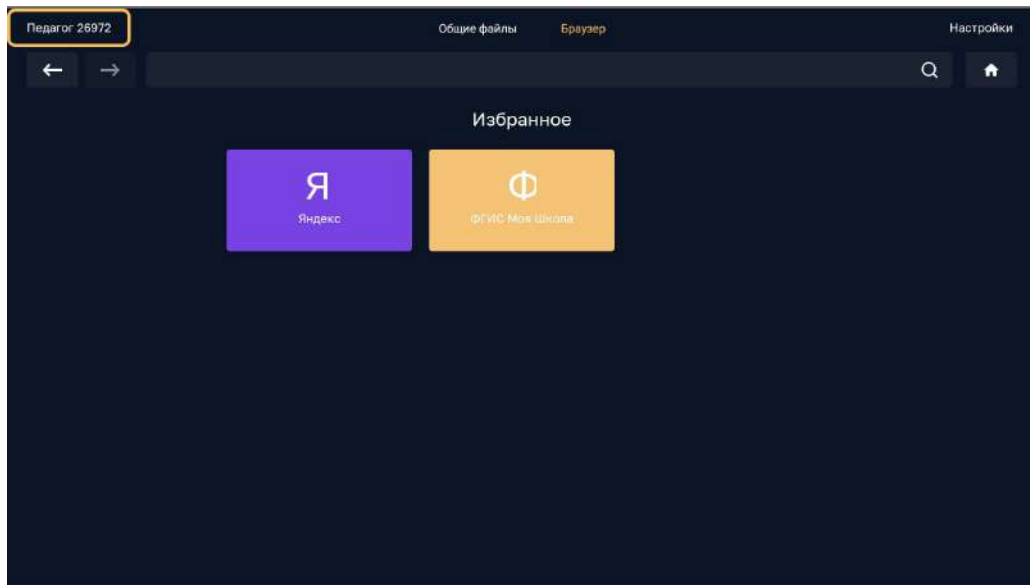 Педагог 26972
Общие файлы
Браузер
Настройки
Избранное
Я
Яндекс
Ф
ФГИС Моя Школа